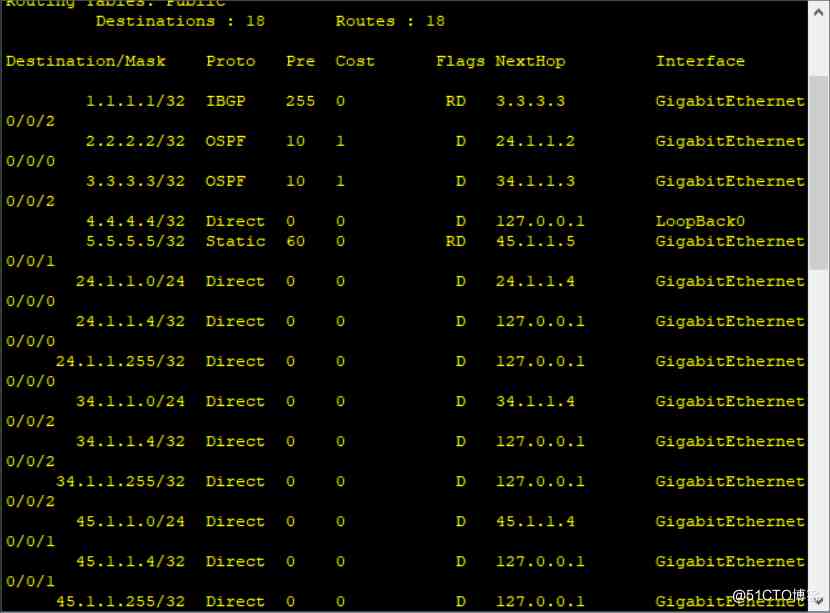 Routing Tables: Public
Destinations : 18 Routes : 18
Destination/Mask Proto Pre Cost Flags NextHop Interface
1.1.1.1/32 IBGP 255 0 RD 3.3.3.3 GigabitEthernet
0/0/2
2.2.2.2/32 OSPF 10 1 D 24.1.1.2 GigabitEthernet
0/0/0
3.3.3.3/32 OSPF 10 1 D 34.1.1.3 GigabitEthernet
0/0/2
4.4.4.4/32 Direct 0 0 D 127.0.0.1 LoopBack0
5.5.5.5/32 Static 60 0 RD 45.1.1.5 GigabitEthernet
0/0/1
24.1.1.0/24 Direct 0 0 D 24.1.1.4 GigabitEthernet
0/0/0
24.1.1.4/32 Direct 0 0 D 127.0.0.1 GigabitEthernet
0/0/0
24.1.1.255/32 Direct 0 0 D 127.0.0.1 GigabitEthernet
0/0/0
34.1.1.0/24 Direct 0 0 D 34.1.1.4 GigabitEthernet
0/0/2
34.1.1.4/32 Direct 0 0 D 127.0.0.1 GigabitEthernet
0/0/2
34.1.1.255/32 Direct 0 0 D 127.0.0.1 GigabitEthernet
0/0/2
45.1.1.0/24 Direct 0 0 D 45.1.1.4 GigabitEthernet
0/0/1
45.1.1.4/32 Direct 0 0 D 127.0.0.1 GigabitEthernet
0/0/1
45.1.1.255/32 Direct 0 0 D 127.0.0.1 GigabitEthernet
@51CTO博客